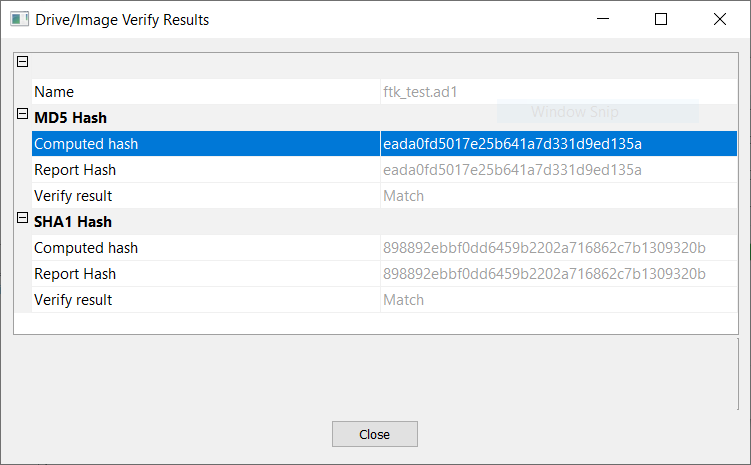 Drive/Image Verify Results
Name ftk_test.ad1
Window Snip
MD5 Hash
Computed hash eada0fd5017e25b641a7d331d9ed135a
Report Hash eada0fd5017e25b641a7d331d9ed135a
Verify result Match
SHA1 Hash
Computed hash 898892ebbf0dd6459b2202a716862c7b1309320b
Report Hash 898892ebbf0dd6459b2202a716862c7b1309320b
Verify result Match
Close